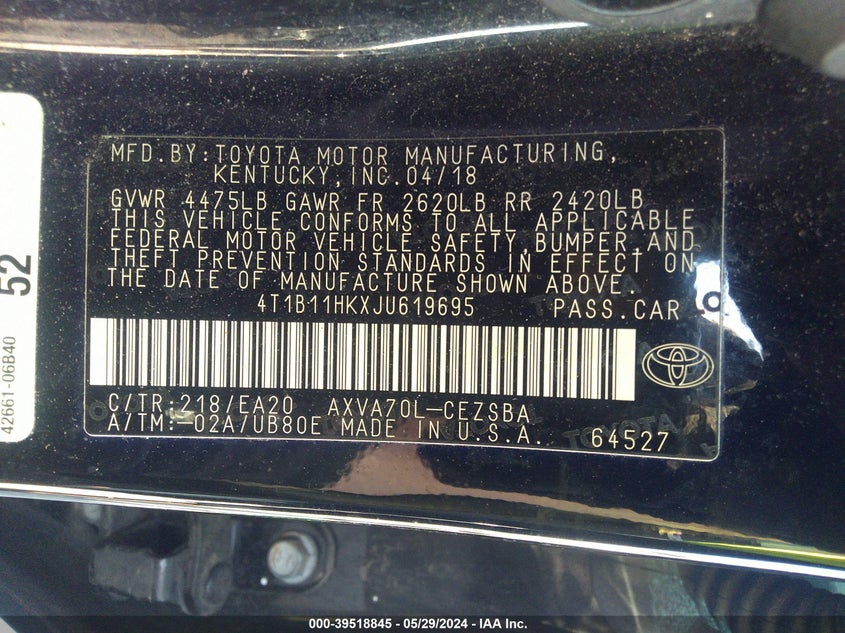 MFD.BY:TOYOTA MOTOR MANUFACTURING,
KENTUCKY,INC.04/18
GVWR 4475LB GAWR FR 2620LB RR 2420LB
THIS VEHICLE CONFORMS TO ALL APPLICABLE
FEDERAL MOTOR VEHICLE SAFETY,BUMPER,AND
THEFT PREVENTION STANDARDS IN EFFECT ON
THE DATE OF MANUFACTURE SHOWN ABOVE.
4T1B11HKXJU619695 PASS.CAR
C/TR:218/EA20 AXVA70L-CEZSBA
A/TM:-02A/UB80E MADE IN U.S.A. 64527
52
42661-06B40
TOYOTA
000-39518845 - 05/29/2024 - IAA Inc.